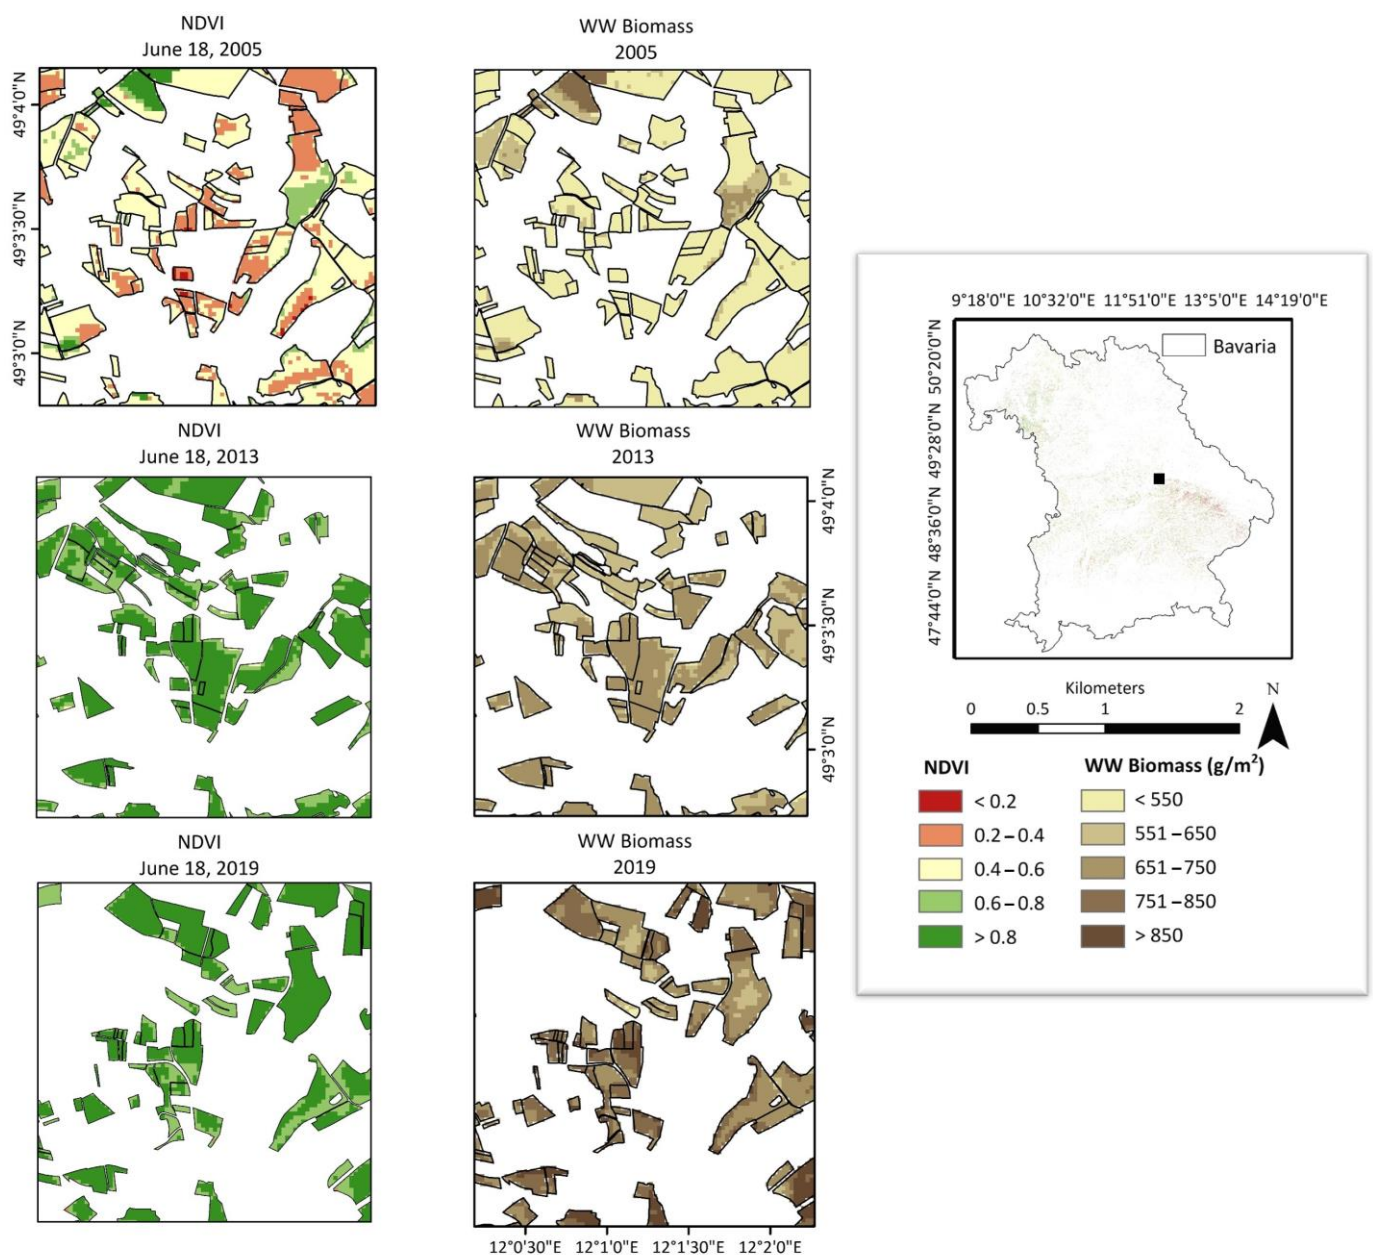 NDVI
June 18, 2005
WW Biomass
2005
49°4'0"N
49°3'30"N
49°3'0"N
NDVI
June 18, 2013
WW Biomass
2013
49°4'0"N
49°3'30"N
49°3'0"N
NDVI
June 18, 2019
WW Biomass
2019
12°0'30"E 12°1'0"E 12°1'30"E 12°2'0"E
9°18'0"E 10°32'0"E 11°51'0"E 13°5'0"E 14°19'0"E
50°20'0"N
49°28'0"N
48°36'0"N
47°44'0"N
Bavaria
Kilometers
0 0.5 1 2
N
NDVI
< 0.2
0.2–0.4
0.4–0.6
0.6–0.8
> 0.8
WW Biomass (g/m²)
< 550
551–650
651–750
751–850
> 850